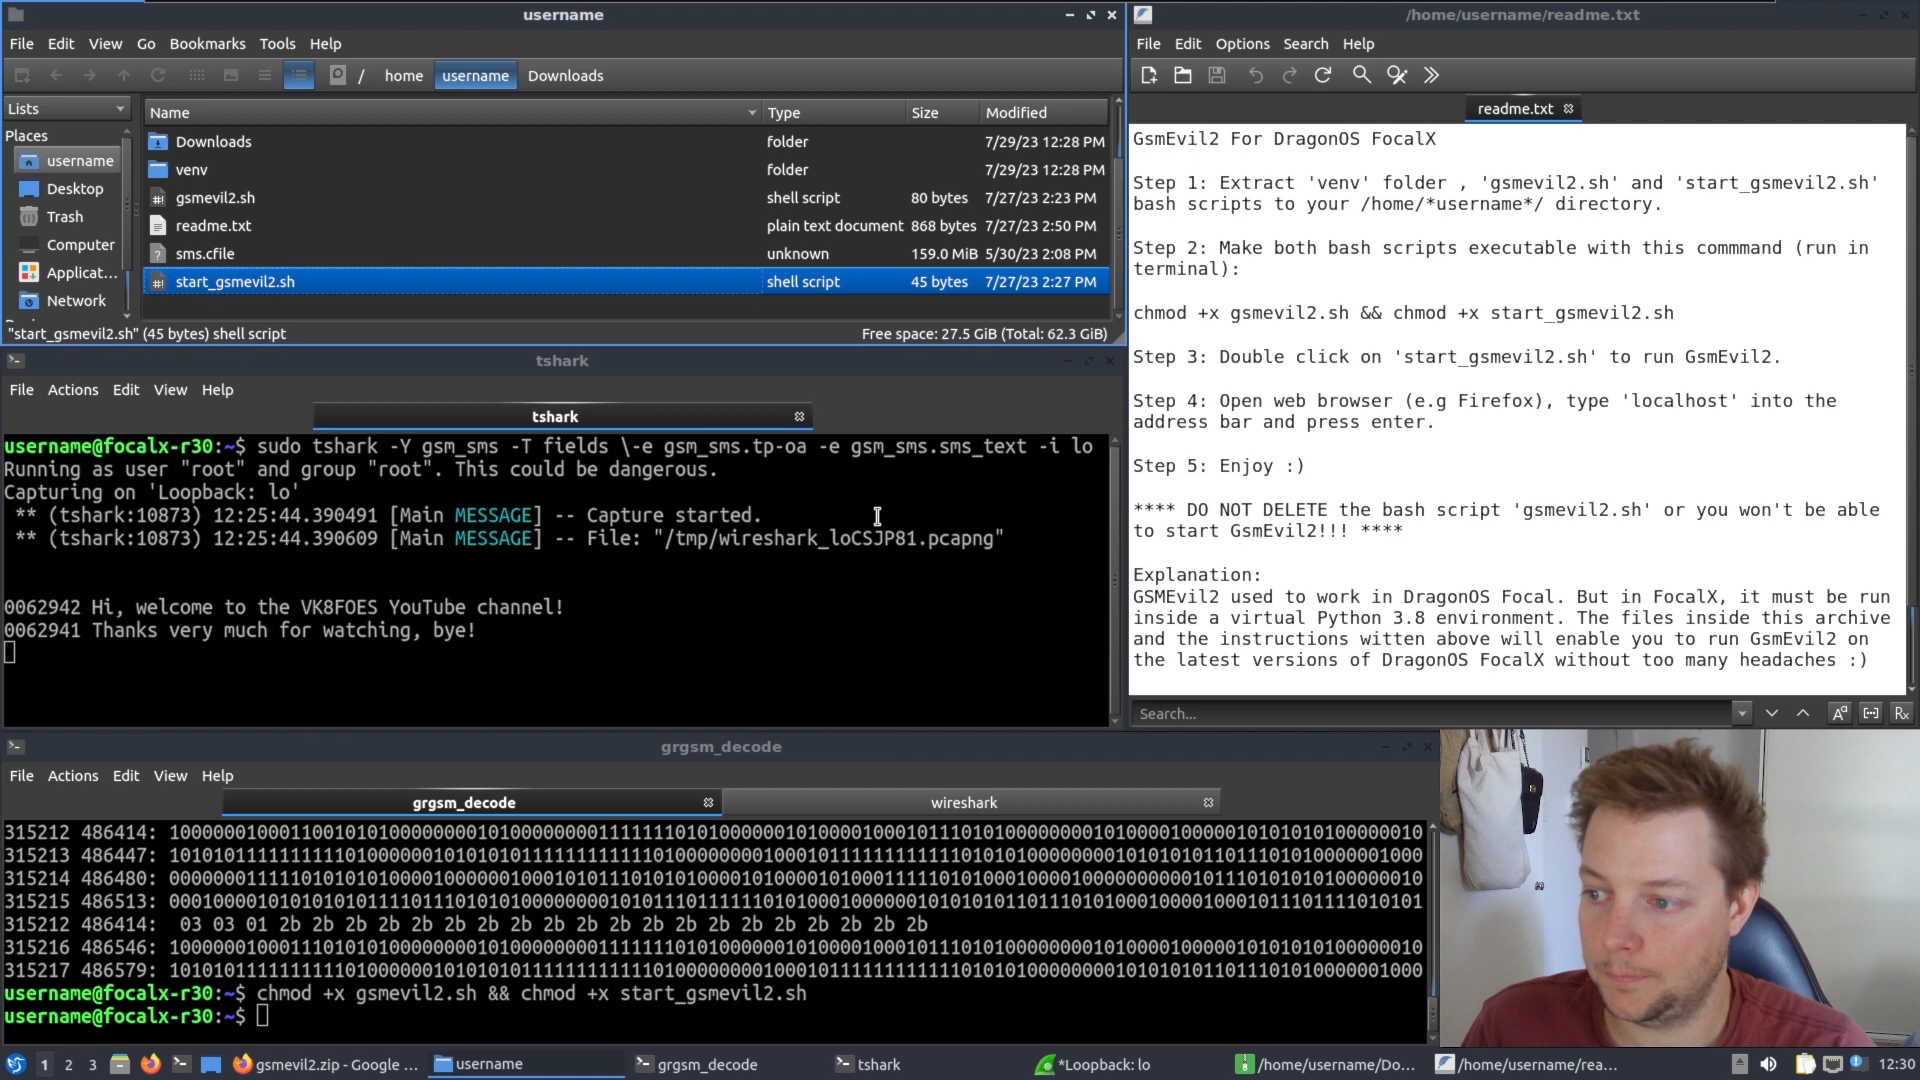 username
File Edit View Go Bookmarks Tools Help
/ home username Downloads
Lists
Places
username
Desktop
Trash
Computer
Applicat...
Network
Name Type Size Modified
Downloads folder 7/29/23 12:28 PM
venv folder 7/29/23 12:28 PM
gsmevil2.sh shell script 80 bytes 7/27/23 2:23 PM
readme.txt plain text document 868 bytes 7/27/23 2:50 PM
sms.cfile unknown 159.0 MiB 5/30/23 2:08 PM
start_gsmevil2.sh shell script 45 bytes 7/27/23 2:27 PM
"start_gsmevil2.sh" (45 bytes) shell script Free space: 27.5 GiB (Total: 62.3 GiB)
/home/username/readme.txt
File Edit Options Search Help
readme.txt
GsmEvil2 For DragonOS FocalX
Step 1: Extract 'venv' folder , 'gsmevil2.sh' and 'start_gsmevil2.sh'
bash scripts to your /home/*username*/ directory.
Step 2: Make both bash scripts executable with this commmand (run in
terminal):
chmod +x gsmevil2.sh && chmod +x start_gsmevil2.sh
Step 3: Double click on 'start_gsmevil2.sh' to run GsmEvil2.
Step 4: Open web browser (e.g Firefox), type 'localhost' into the
address bar and press enter.
Step 5: Enjoy :)
**** DO NOT DELETE the bash script 'gsmevil2.sh' or you won't be able
to start GsmEvil2!!! ****
Explanation:
GSMEvil2 used to work in DragonOS Focal. But in FocalX, it must be run
inside a virtual Python 3.8 environment. The files inside this archive
and the instructions witten above will enable you to run GsmEvil2 on
the latest versions of DragonOS FocalX without too many headaches :)
Search...
tshark
File Actions Edit View Help
tshark
username@focalx-r30:~$ sudo tshark -Y gsm_sms -T fields \-e gsm_sms.tp-oa -e gsm_sms.sms_text -i lo
Running as user "root" and group "root". This could be dangerous.
Capturing on 'Loopback: lo'
** (tshark:10873) 12:25:44.390491 [Main MESSAGE] -- Capture started.
** (tshark:10873) 12:25:44.390609 [Main MESSAGE] -- File: "/tmp/wireshark_loCSJP81.pcapng"
0062942 Hi, welcome to the VK8FOES YouTube channel!
0062941 Thanks very much for watching, bye!
grgsm_decode
File Actions Edit View Help
grgsm_decode wireshark
315212 486414:
315213 486447:
315214 486480:
315215 486513:
315212 486414: 03 03 01 2b 2b 2b 2b 2b 2b 2b 2b 2b 2b 2b 2b 2b 2b 2b 2b 2b 2b 2b 2b
315216 486546:
315217 486579:
username@focalx-r30:~$ chmod +x gsmevil2.sh && chmod +x start_gsmevil2.sh
username@focalx-r30:~$
1 2 3 gsmevil2.zip - Google ... username grgsm_decode tshark *Loopback: lo /home/username/Do... /home/username/rea... 12:30